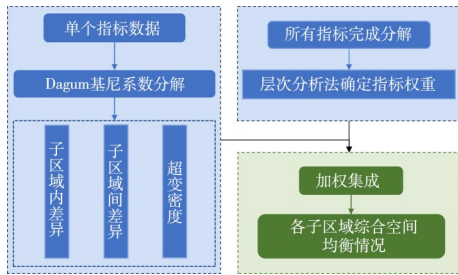 单个指标数据
Dagum基尼系数分解
子区域内差异
子区域间差异
超变密度
所有指标完成分解
层次分析法确定指标权重
加权集成
各子区域综合空间
均衡情况